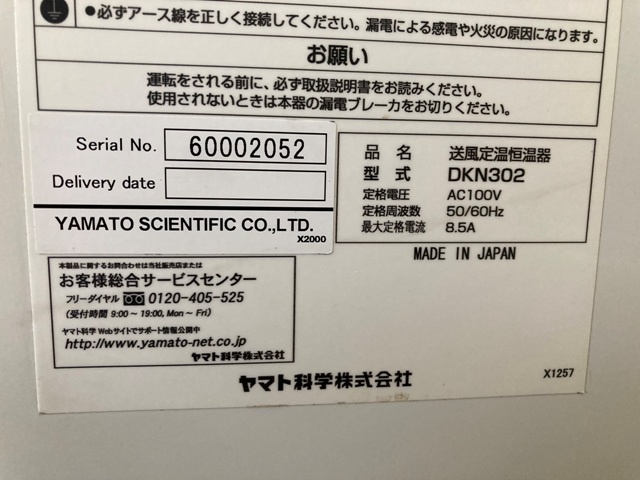 ●必ずアース線を正しく接続してください。漏電による感電や火災の原因になります。
お願い
運転をされる前に、必ず取扱説明書をお読みください。
使用されないときは本器の漏電ブレーカをお切りください。
Serial No. 60002052
Delivery date
YAMATO SCIENTIFIC CO.,LTD.
X2000
品名 送風定温恒温器
型式 DKN302
定格電圧 AC100V
定格周波数 50/60Hz
最大定格電流 8.5A
MADE IN JAPAN
本製品に関するお問合わせは当社販売店または
お客様総合サービスセンター
フリーダイヤル 0120-405-525
(受付時間 9:00~19:00, Mon~Fri)
ヤマト科学 Webサイトでサポート情報公開中
http://www.yamato-net.co.jp
ヤマト科学株式会社
ヤマト科学株式会社
X1257